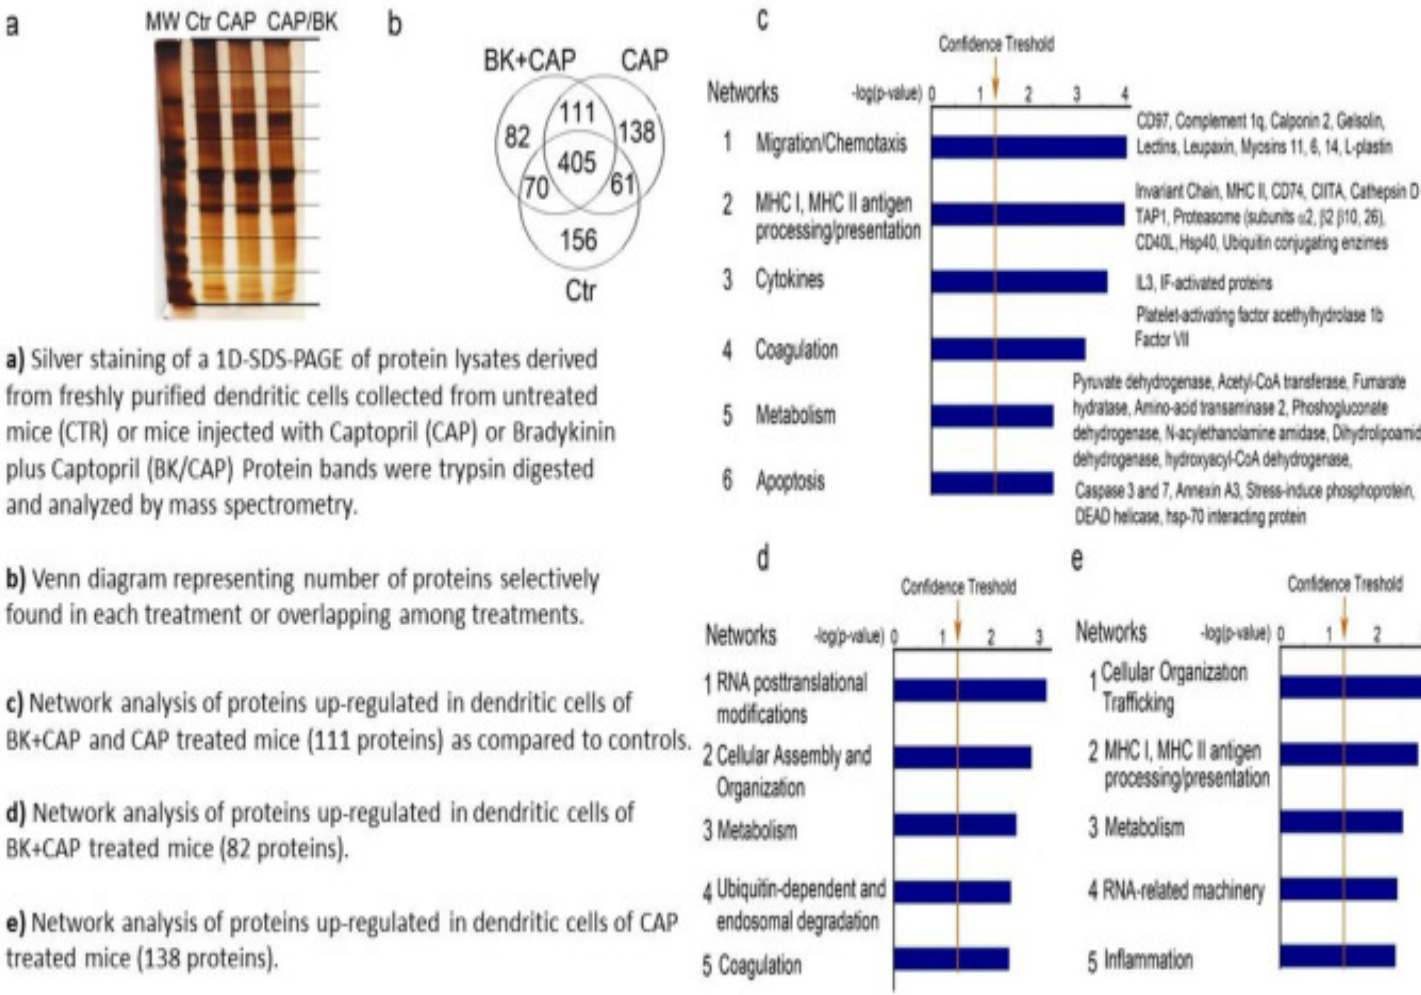 a
MW Ctr CAP CAP/BK
b
BK+CAP CAP
111
82 138
405
70 61
156
Ctr
a) Silver staining of a 1D-SDS-PAGE of protein lysates derived
from freshly purified dendritic cells collected from untreated
mice (CTR) or mice injected with Captopril (CAP) or Bradykinin
plus Captopril (BK/CAP) Protein bands were trypsin digested
and analyzed by mass spectrometry.
b) Venn diagram representing number of proteins selectively
found in each treatment or overlapping among treatments.
c) Network analysis of proteins up-regulated in dendritic cells of
BK+CAP and CAP treated mice (111 proteins) as compared to controls.
d) Network analysis of proteins up-regulated in dendritic cells of
BK+CAP treated mice (82 proteins).
e) Network analysis of proteins up-regulated in dendritic cells of CAP
treated mice (138 proteins).
c
Confidence Treshold
Networks -log(p-value) 0 1 2 3 4
1 Migration/Chemotaxis
CD97, Complement 1q, Calponin 2, Gelsolin,
Lectins, Leupaxin, Myosins 11, 6, 14, L-plastin
2 MHC I, MHC II antigen
processing/presentation
Invariant Chain, MHC II, CD74, CIITA, Cathepsin D
TAP1, Proteasome (subunits α2, β2 β10, 26),
CD40L, Hsp40, Ubiquitin conjugating enzimes
3 Cytokines
IL3, IF-activated proteins
4 Coagulation
Platelet-activating factor acethylhydrolase 1b
Factor VII
5 Metabolism
Pyruvate dehydrogenase, Acetyl-CoA transferase, Fumarate
hydratase, Amino-acid transaminase 2, Phoshogluconate
dehydrogenase, N-acylethanolamine amidase, Dihydrolipoamid
dehydrogenase, hydroxyacyl-CoA dehydrogenase,
6 Apoptosis
Caspase 3 and 7, Annexin A3, Stress-induce phosphoprotein,
DEAD helicase, hsp-70 interacting protein
d
Confidence Treshold
Networks -log(p-value) 0 1 2 3
1 RNA posttranslational
modifications
2 Cellular Assembly and
Organization
3 Metabolism
4 Ubiquitin-dependent and
endosomal degradation
5 Coagulation
e
Confidence Treshold
Networks -log(p-value) 0 1 2
1 Cellular Organization
Trafficking
2 MHC I, MHC II antigen
processing/presentation
3 Metabolism
4 RNA-related machinery
5 Inflammation